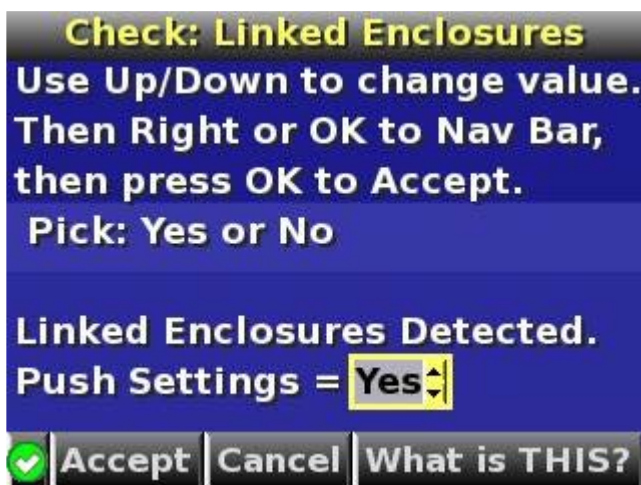 Check: Linked Enclosures
Use Up/Down to change value.
Then Right or OK to Nav Bar,
then press OK to Accept.
Pick: Yes or No
Linked Enclosures Detected.
Push Settings = Yes
Accept Cancel What is THIS?